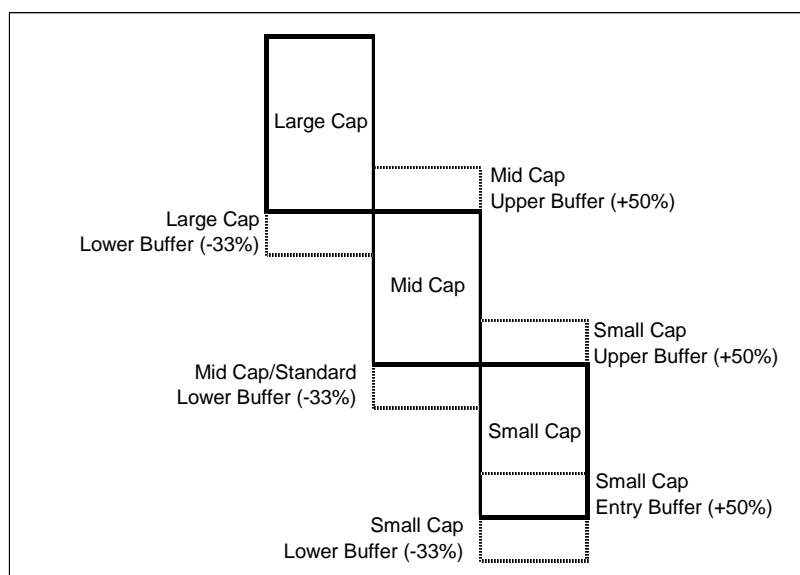 Large Cap
Mid Cap
Upper Buffer (+50%)
Large Cap
Lower Buffer (-33%)
Mid Cap
Small Cap
Upper Buffer (+50%)
Mid Cap/Standard
Lower Buffer (-33%)
Small Cap
Small Cap
Entry Buffer (+50%)
Small Cap
Lower Buffer (-33%)